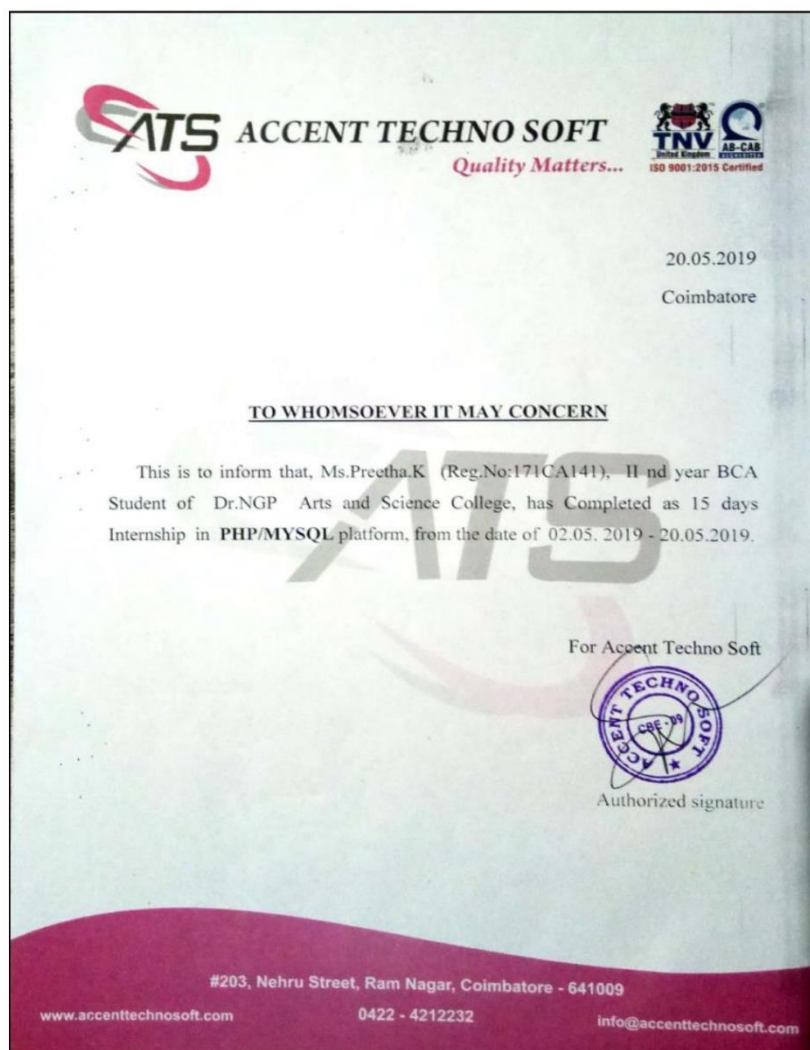 ATS ACCENT TECHNO SOFT
Quality Matters...
TNV
United Kingdom
AB-CAB
ACCREDITED
ISO 9001:2015 Certified
20.05.2019
Coimbatore
TO WHOMSOEVER IT MAY CONCERN
ATS
This is to inform that, Ms.Preetha.K (Reg.No:171CA141), II nd year BCA
Student of Dr.NGP Arts and Science College, has Completed as 15 days
Internship in PHP/MYSQL platform, from the date of 02.05. 2019 - 20.05.2019.
For Accent Techno Soft
ACCENT TECHNO SOFT
CBE - 09
Authorized signature
#203, Nehru Street, Ram Nagar, Coimbatore - 641009
www.accenttechnosoft.com 0422 - 4212232 info@accenttechnosoft.com